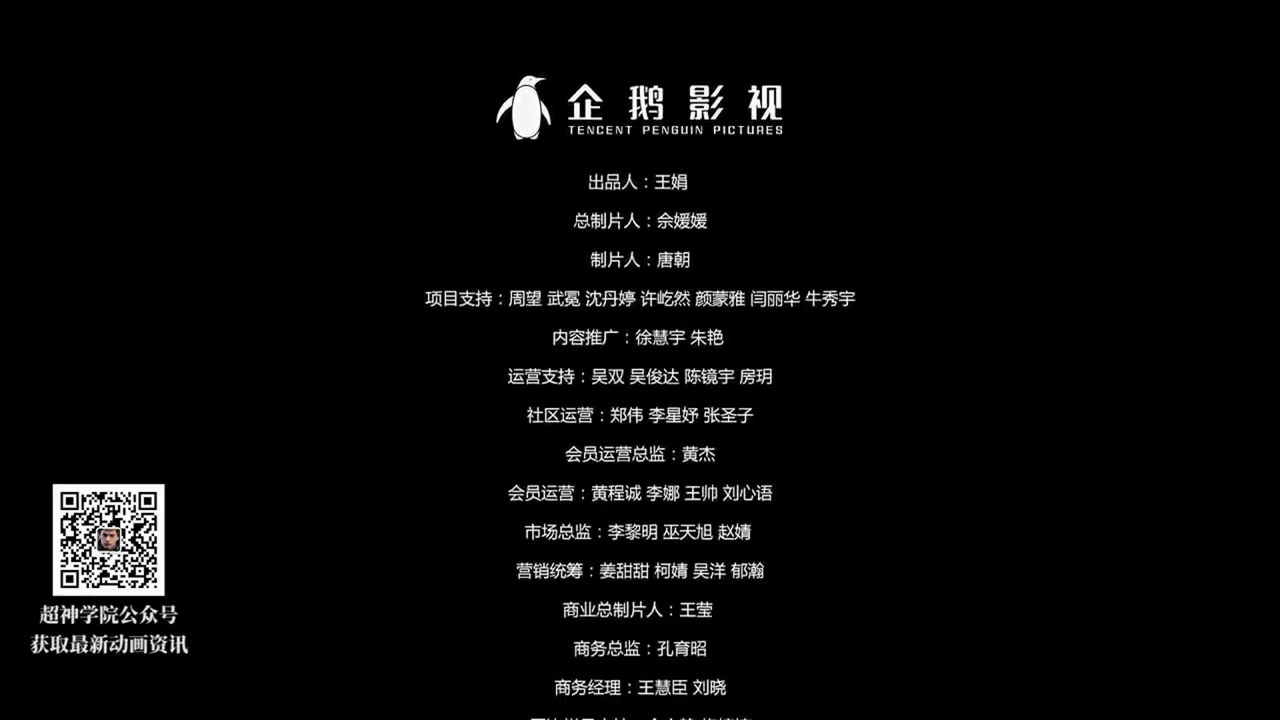 企鹅影视
TENCENT PENGUIN PICTURES
出品人：王娟
总制片人：佘媛媛
制片人：唐朝
项目支持：周望 武冕 沈丹婷 许屹然 颜蒙雅 闫丽华 牛秀宇
内容推广：徐慧宇 朱艳
运营支持：吴双 吴俊达 陈镜宇 房玥
社区运营：郑伟 李星妤 张圣子
会员运营总监：黄杰
会员运营：黄程诚 李娜 王帅 刘心语
市场总监：李黎明 巫天旭 赵婧
营销统筹：姜甜甜 柯婧 吴洋 郁瀚
商业总制片人：王莹
商务总监：孔育昭
商务经理：王慧臣 刘晓
超神学院公众号
获取最新动画资讯